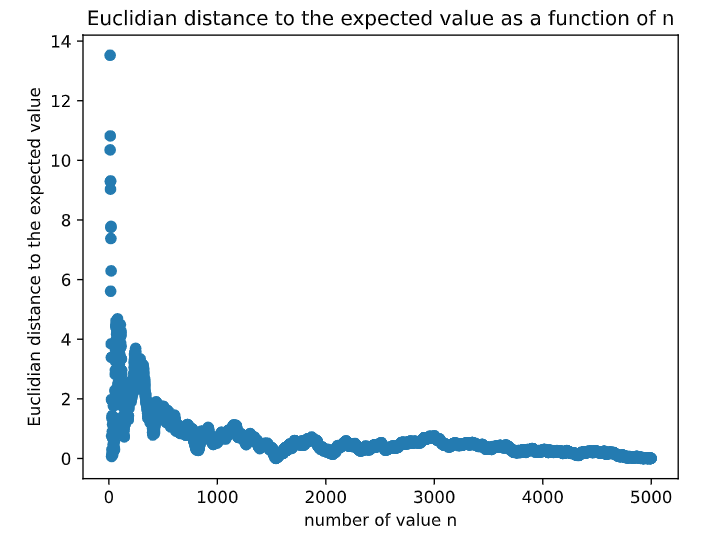 Euclidian distance to the expected value as a function of n
Euclidian distance to the expected value
14
12
10
8
6
4
2
0
0 1000 2000 3000 4000 5000
number of value n